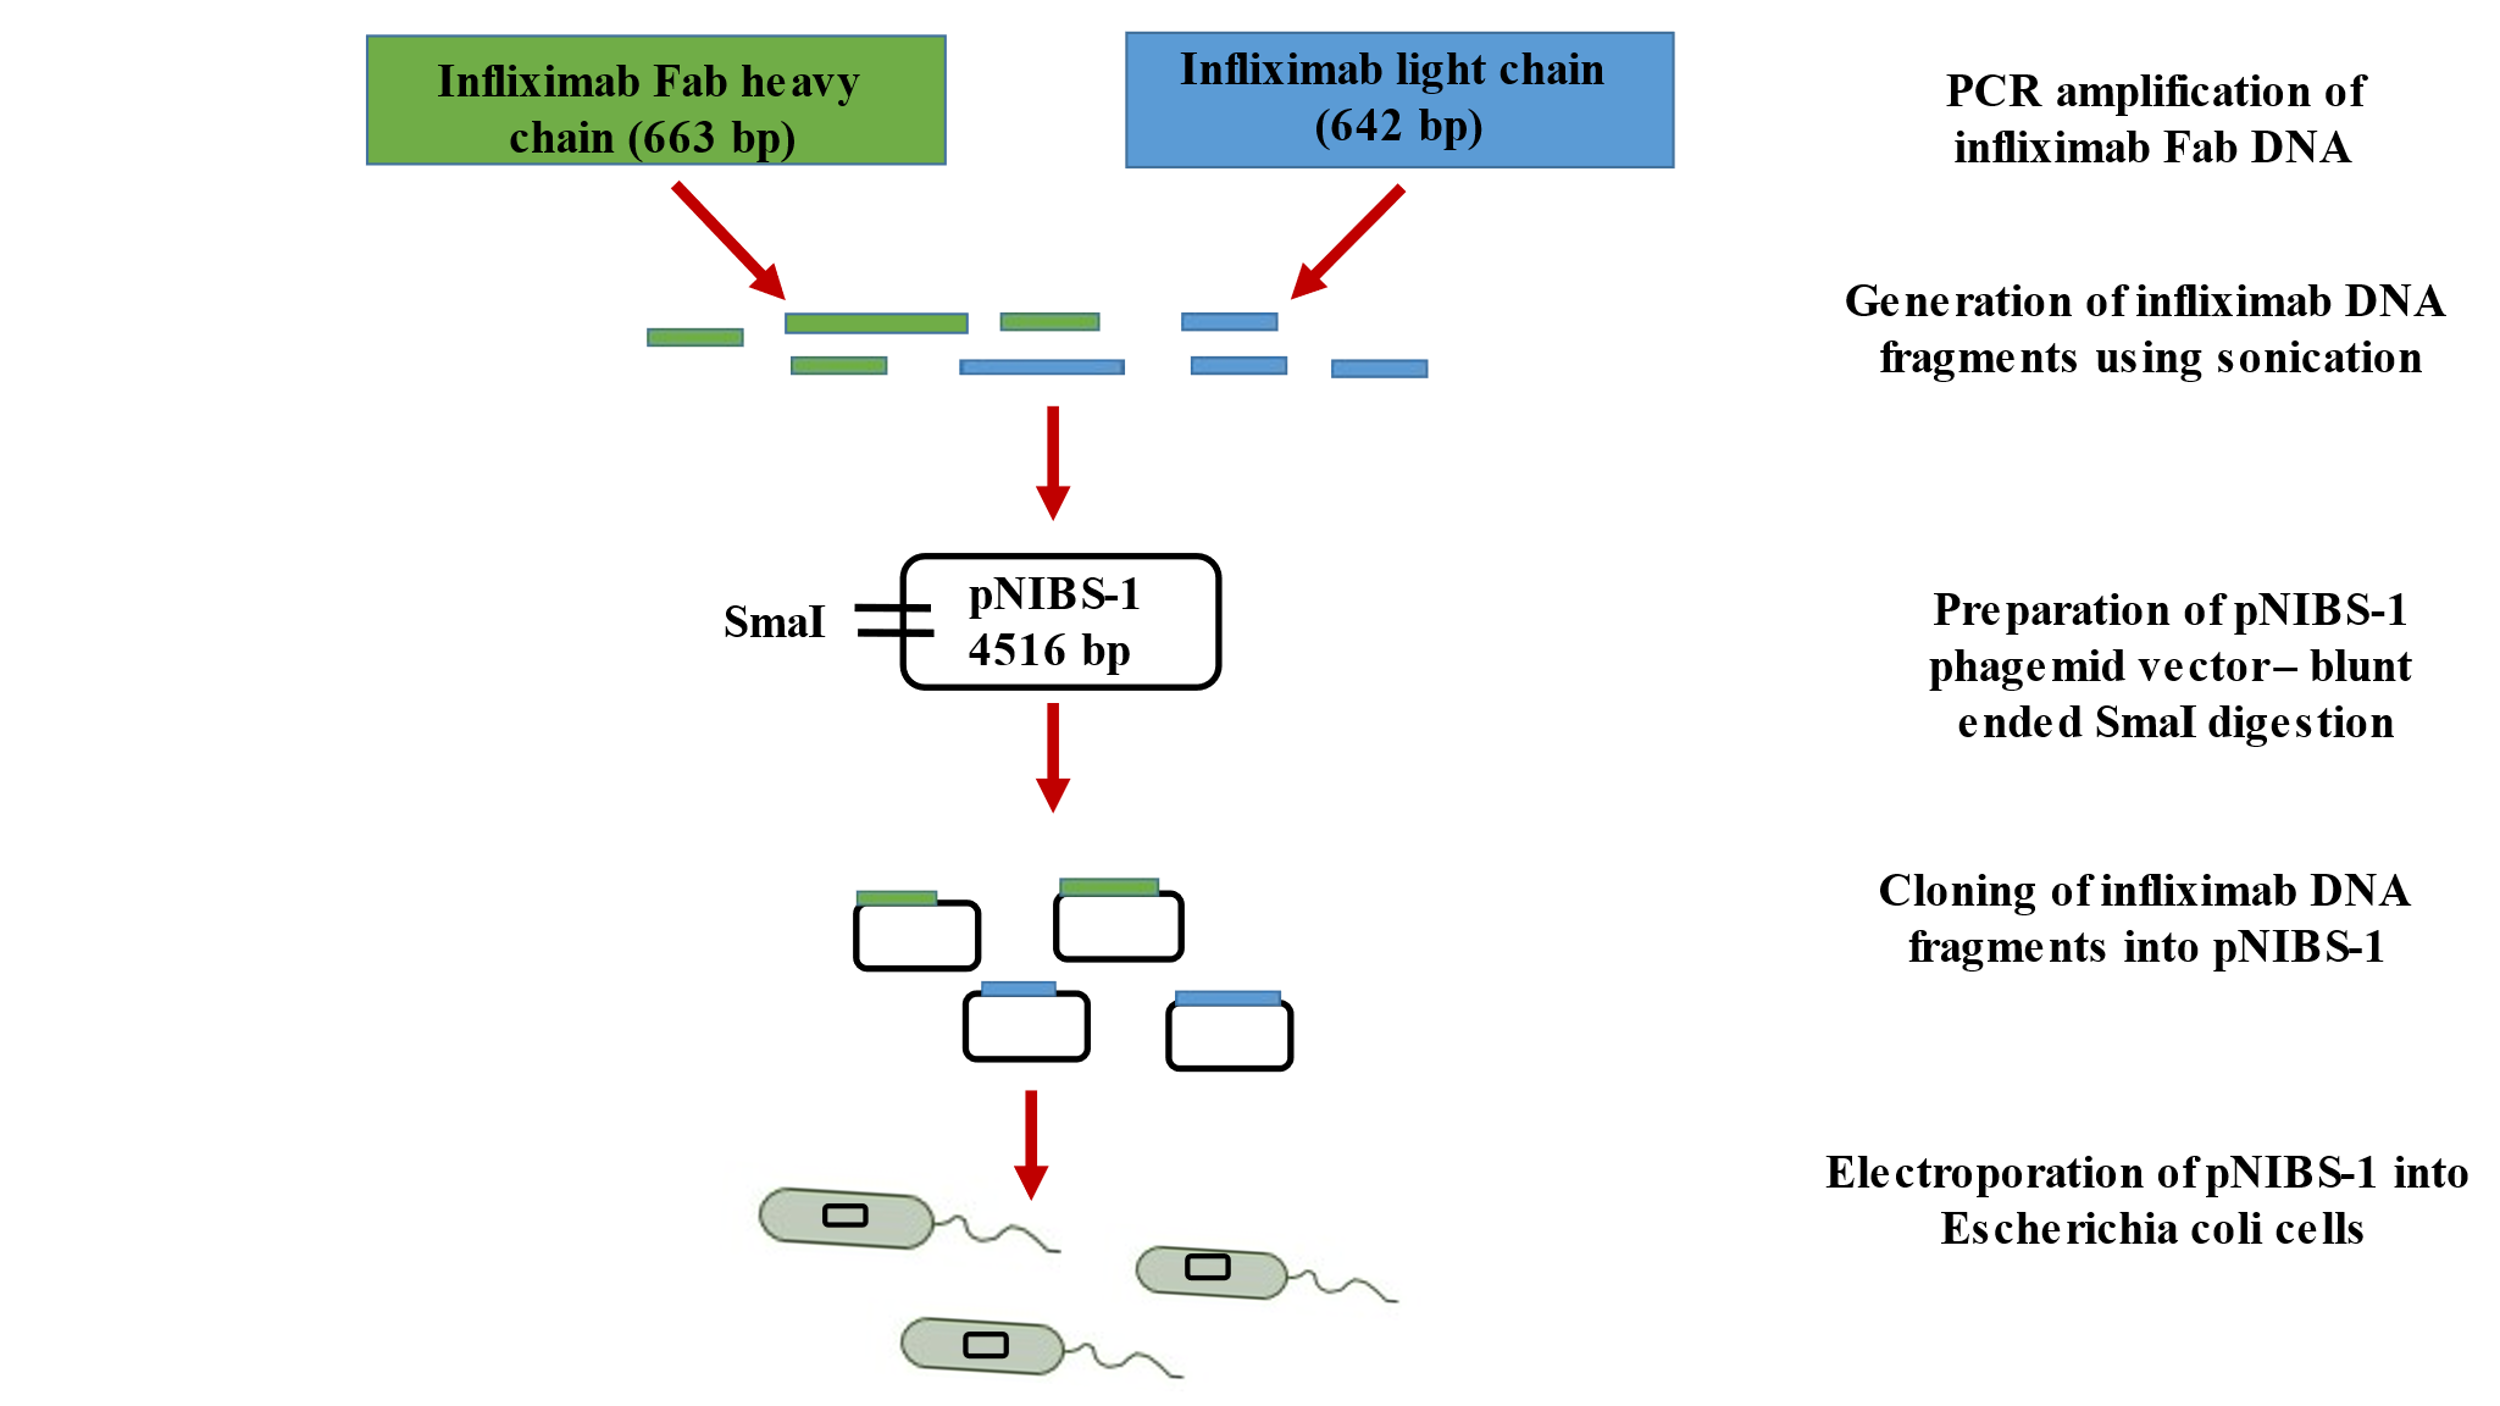 Infliximab Fab heavy
chain (663 bp)
Infliximab light chain
(642 bp)
PCR amplification of
infliximab Fab DNA
Generation of infliximab DNA
fragments using sonication
SmaI
pNIBS-1
4516 bp
Preparation of pNIBS-1
phagemid vector– blunt
ended SmaI digestion
Cloning of infliximab DNA
fragments into pNIBS-1
Electroporation of pNIBS-1 into
Escherichia coli cells